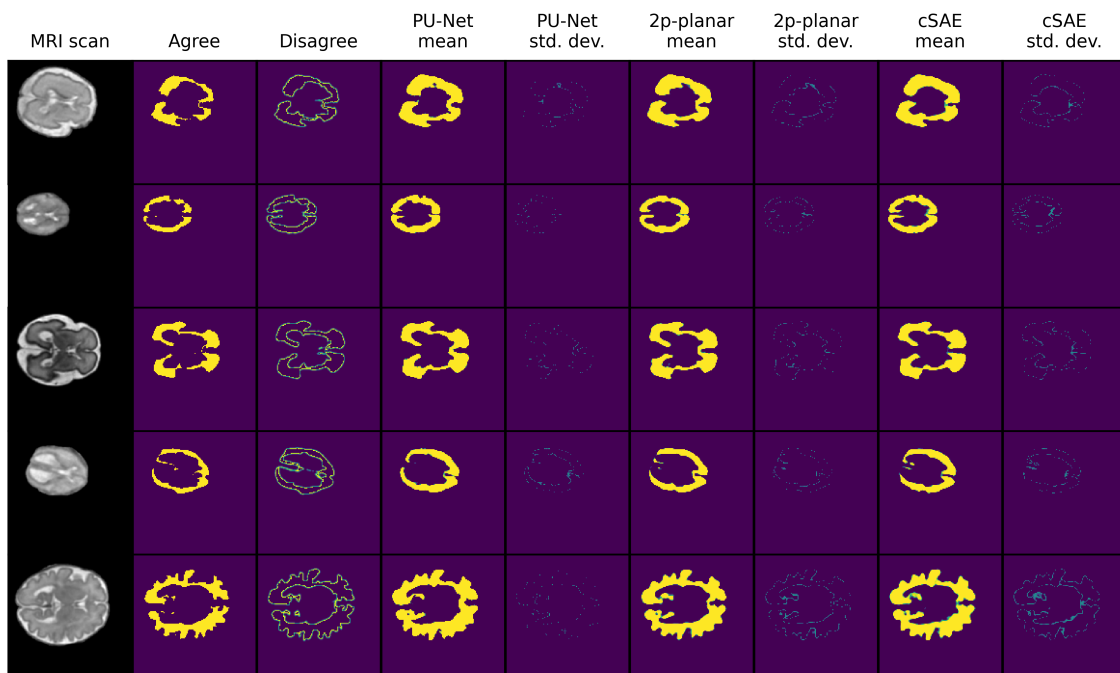 MRI scan
Agree
Disagree
PU-Net
mean
PU-Net
std. dev.
2p-planar
mean
2p-planar
std. dev.
cSAE
mean
cSAE
std. dev.